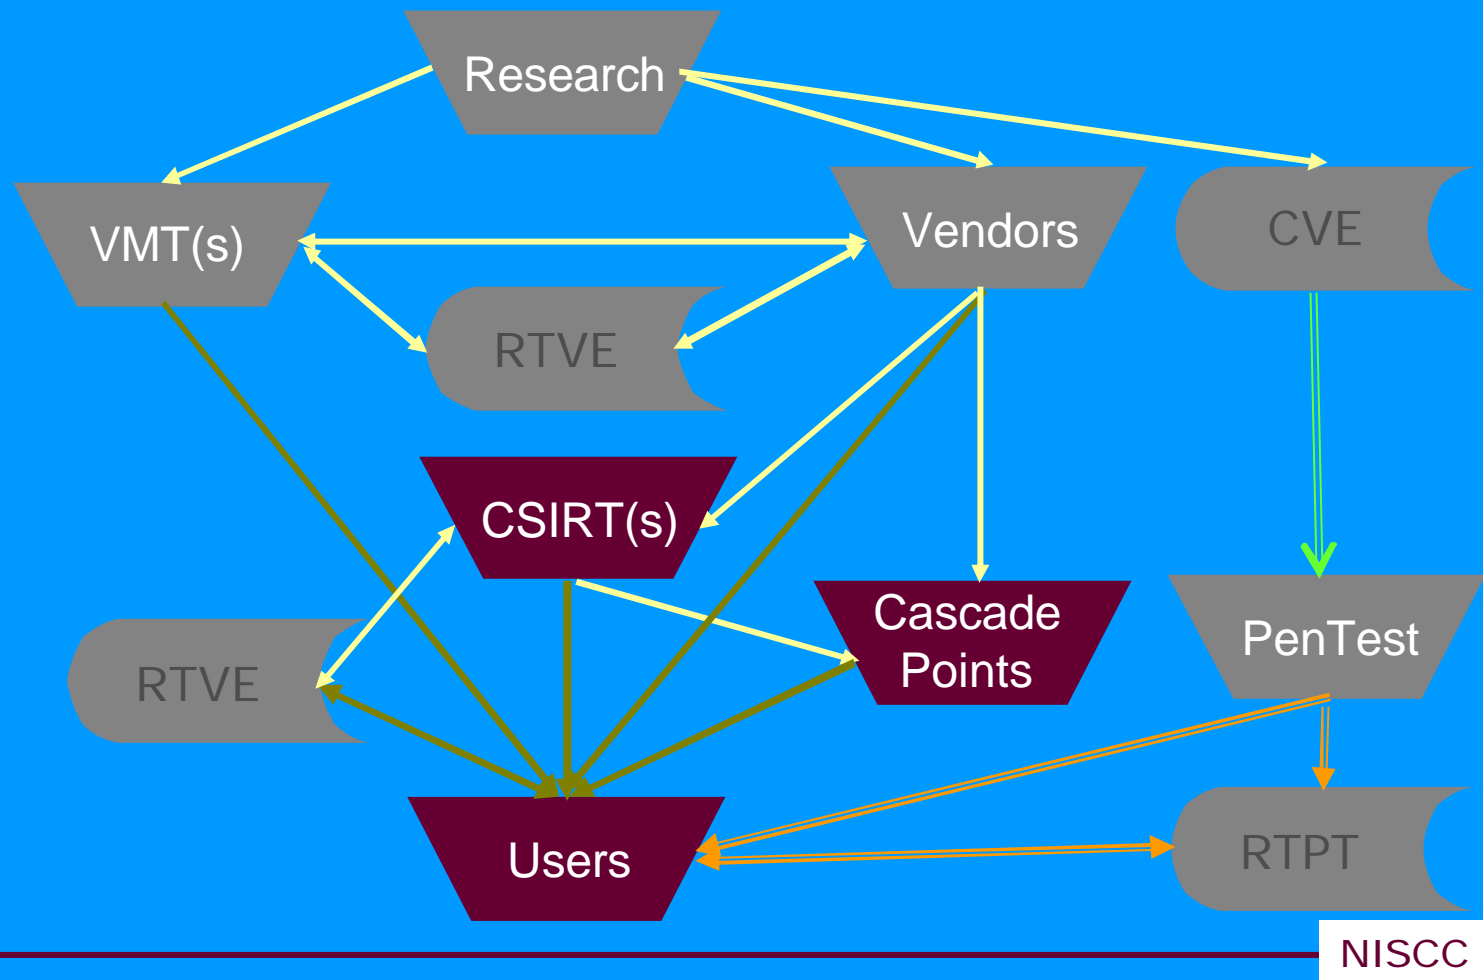 Research
VMT(s)
Vendors
CVE
RTVE
CSIRT(s)
Cascade
Points
PenTest
RTVE
Users
RTPT
NISCC